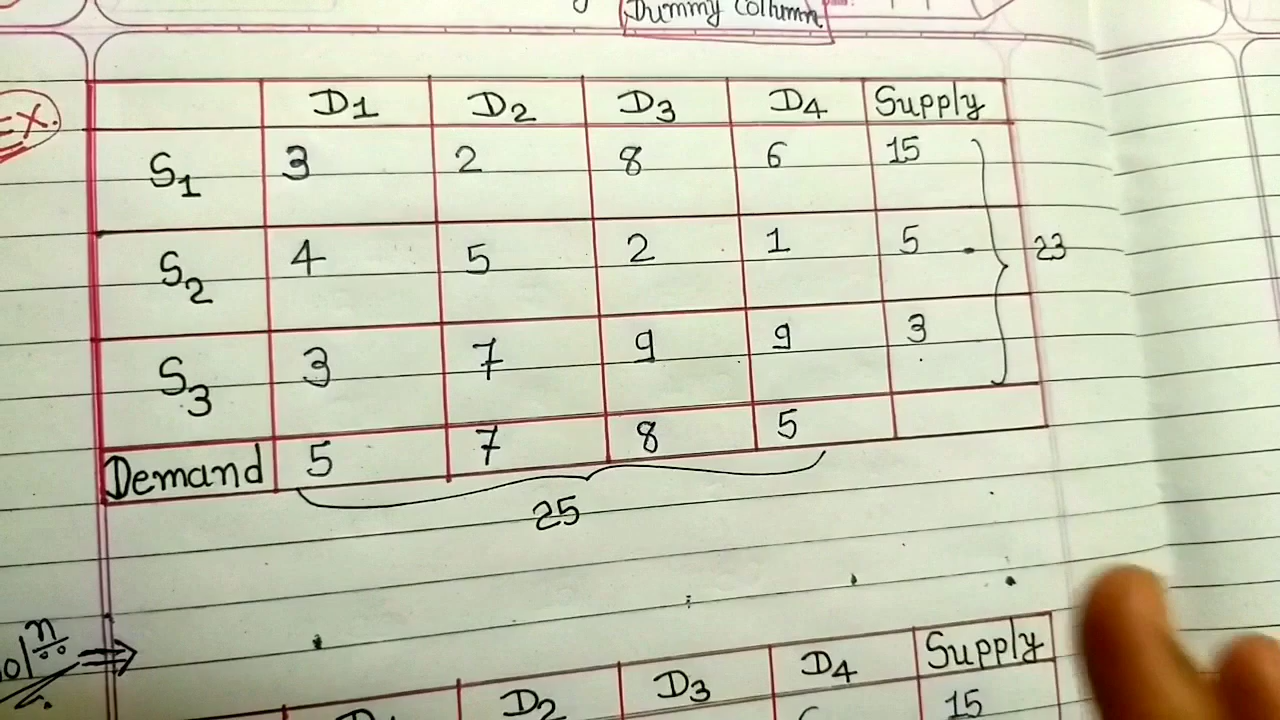 Dummy Collumn
Ex.
D1 D2 D3 D4 Supply
S1 3 2 8 6 15
S2 4 5 2 1 5
23
S3 3 7 9 9 3
Demand 5 7 8 5
25
D2 D3 D4 Supply
15